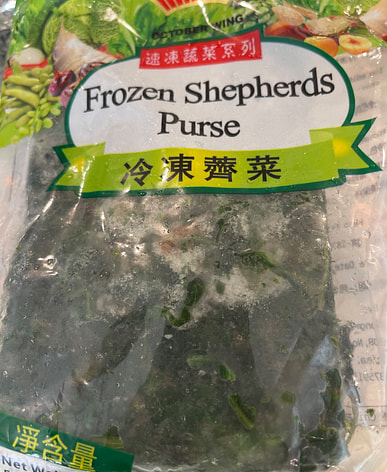 OCTOBER WING
速凍蔬菜系列
Frozen Shepherds
Purse
冷凍薺菜
淨含量
Net